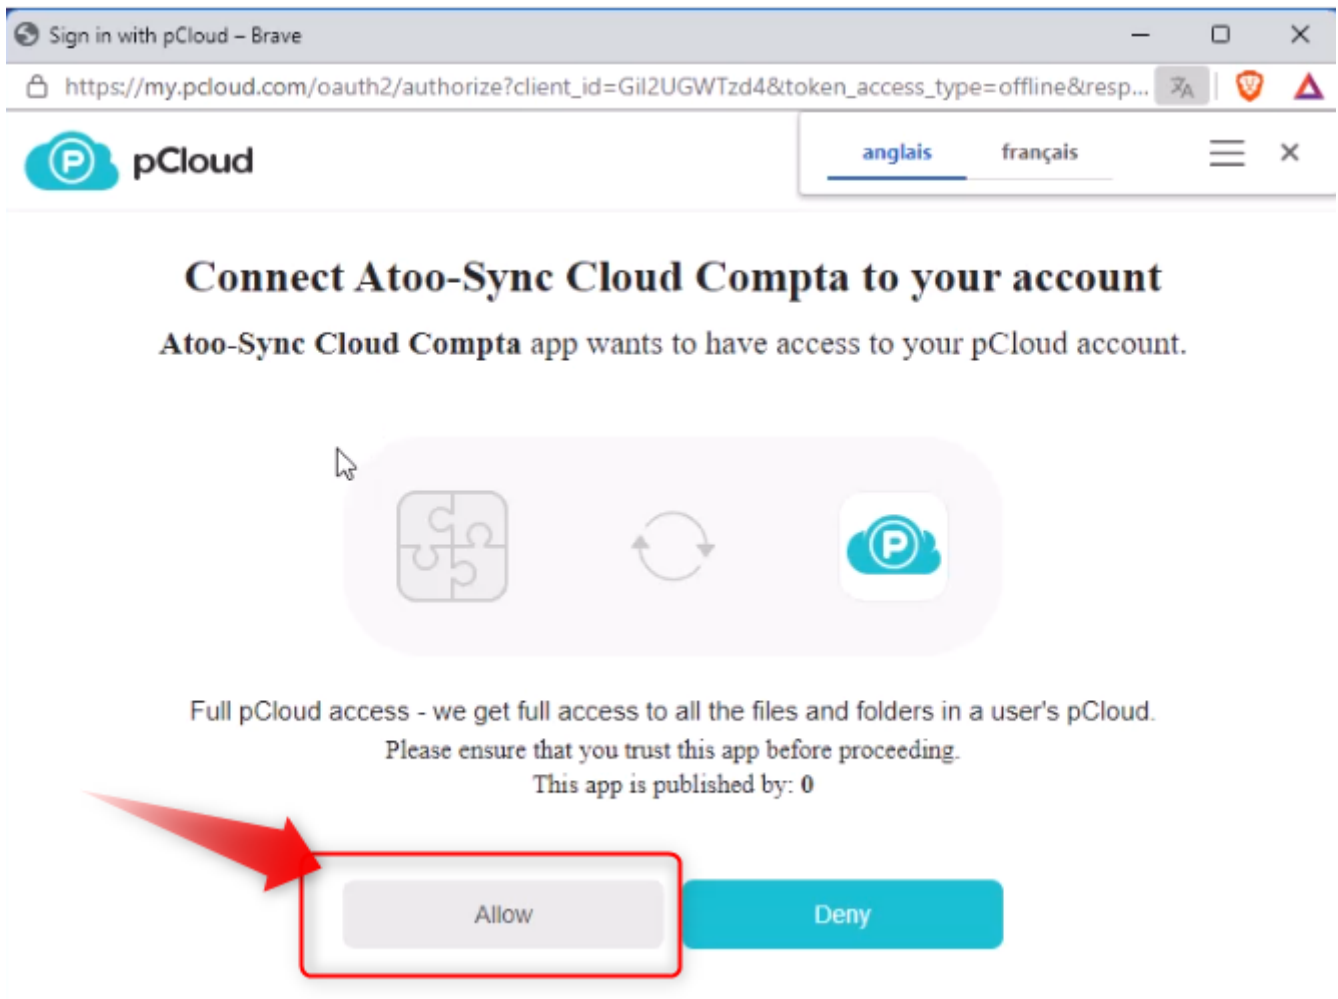 Sign in with pCloud – Brave
https://my.pcloud.com/oauth2/authorize?client_id=Gil2UGWTzd4&token_access_type=offline&resp...
pCloud
anglais français
Connect Atoo-Sync Cloud Compta to your account
Atoo-Sync Cloud Compta app wants to have access to your pCloud account.
Full pCloud access - we get full access to all the files and folders in a user's pCloud.
Please ensure that you trust this app before proceeding.
This app is published by: 0
Allow Deny